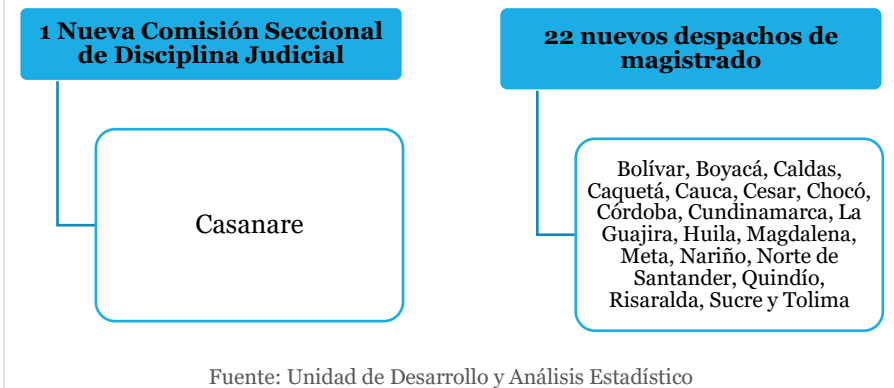 1 Nueva Comisión Seccional
de Disciplina Judicial
Casanare
22 nuevos despachos de
magistrado
Bolívar, Boyacá, Caldas,
Caquetá, Cauca, Cesar, Chocó,
Córdoba, Cundinamarca, La
Guajira, Huila, Magdalena,
Meta, Nariño, Norte de
Santander, Quindío,
Risaralda, Sucre y Tolima
Fuente: Unidad de Desarrollo y Análisis Estadístico